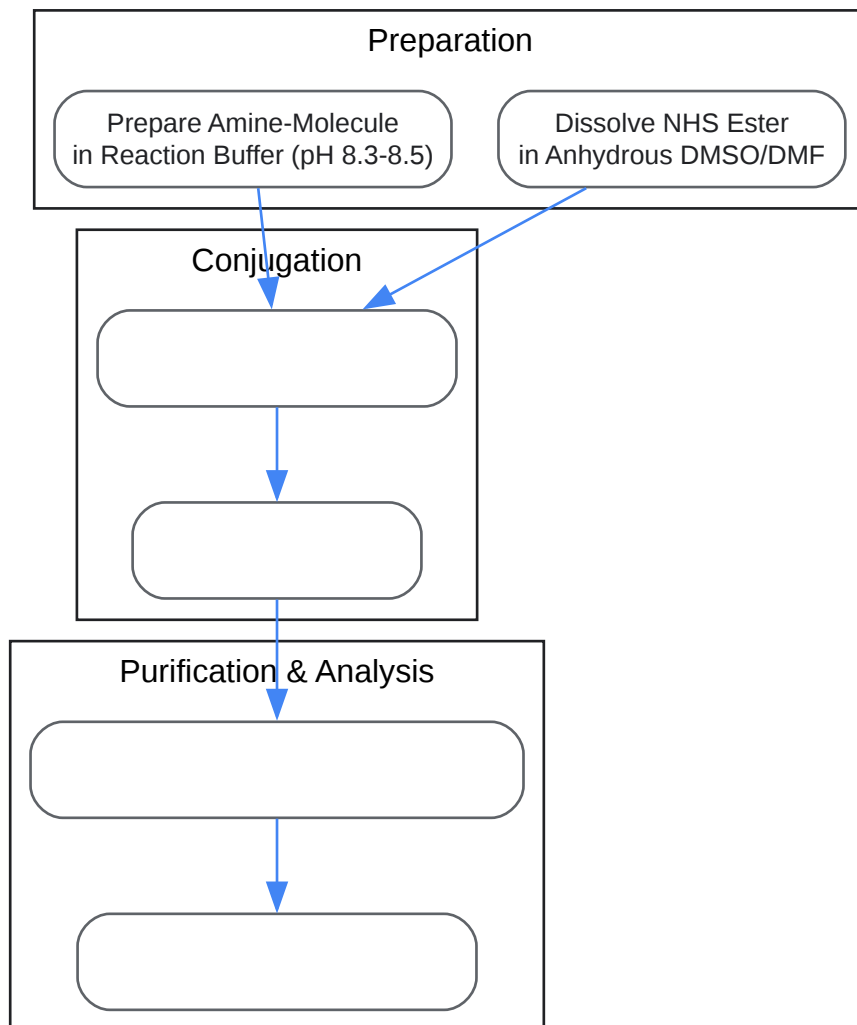 Preparation
Prepare Amine-Molecule
in Reaction Buffer (pH 8.3-8.5)
Dissolve NHS Ester
in Anhydrous DMSO/DMF
Conjugation
Purification & Analysis